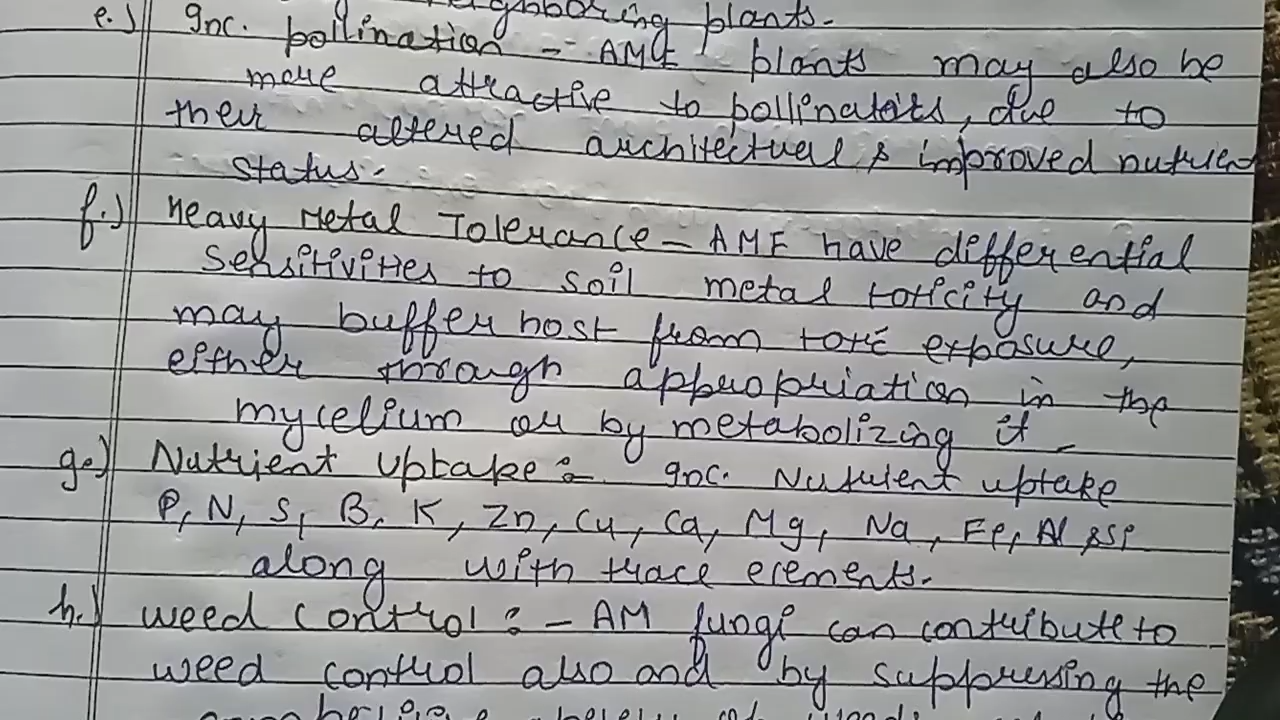 neighboring plants.
e.) Inc. pollination - AMF plants may also be
more attractive to pollinators, due to
their altered architectual & improved nutrien
status.
f.) Heavy Metal Tolerance - AMF have differential
Sensitivities to soil metal toxicity and
may buffer host from toxic exposure,
either through appropriation in the
mycelium or by metabolizing it
g.) Nutrient uptake :- Inc. Nutrient uptake
P, N, S, B, K, Zn, Cu, Ca, Mg, Na, Fe, Al & Si
along with trace elements.
h.) Weed Control :- AM fungi can contribute to
weed control also and by suppressing the